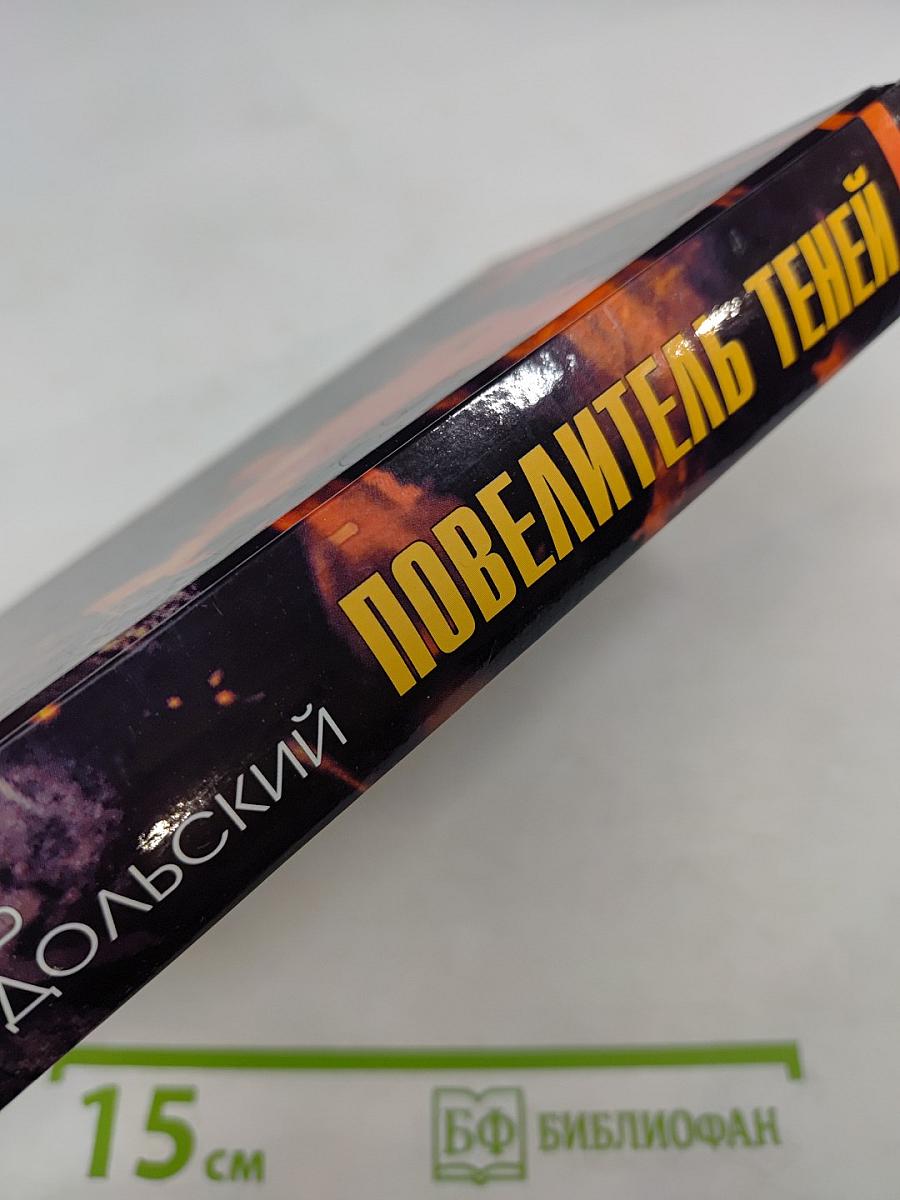 ДОЛЬСКИЙ
ПОВЕЛИТЕЛЬ ТЕНЕЙ
15 см
БФ БИБЛИОФАН